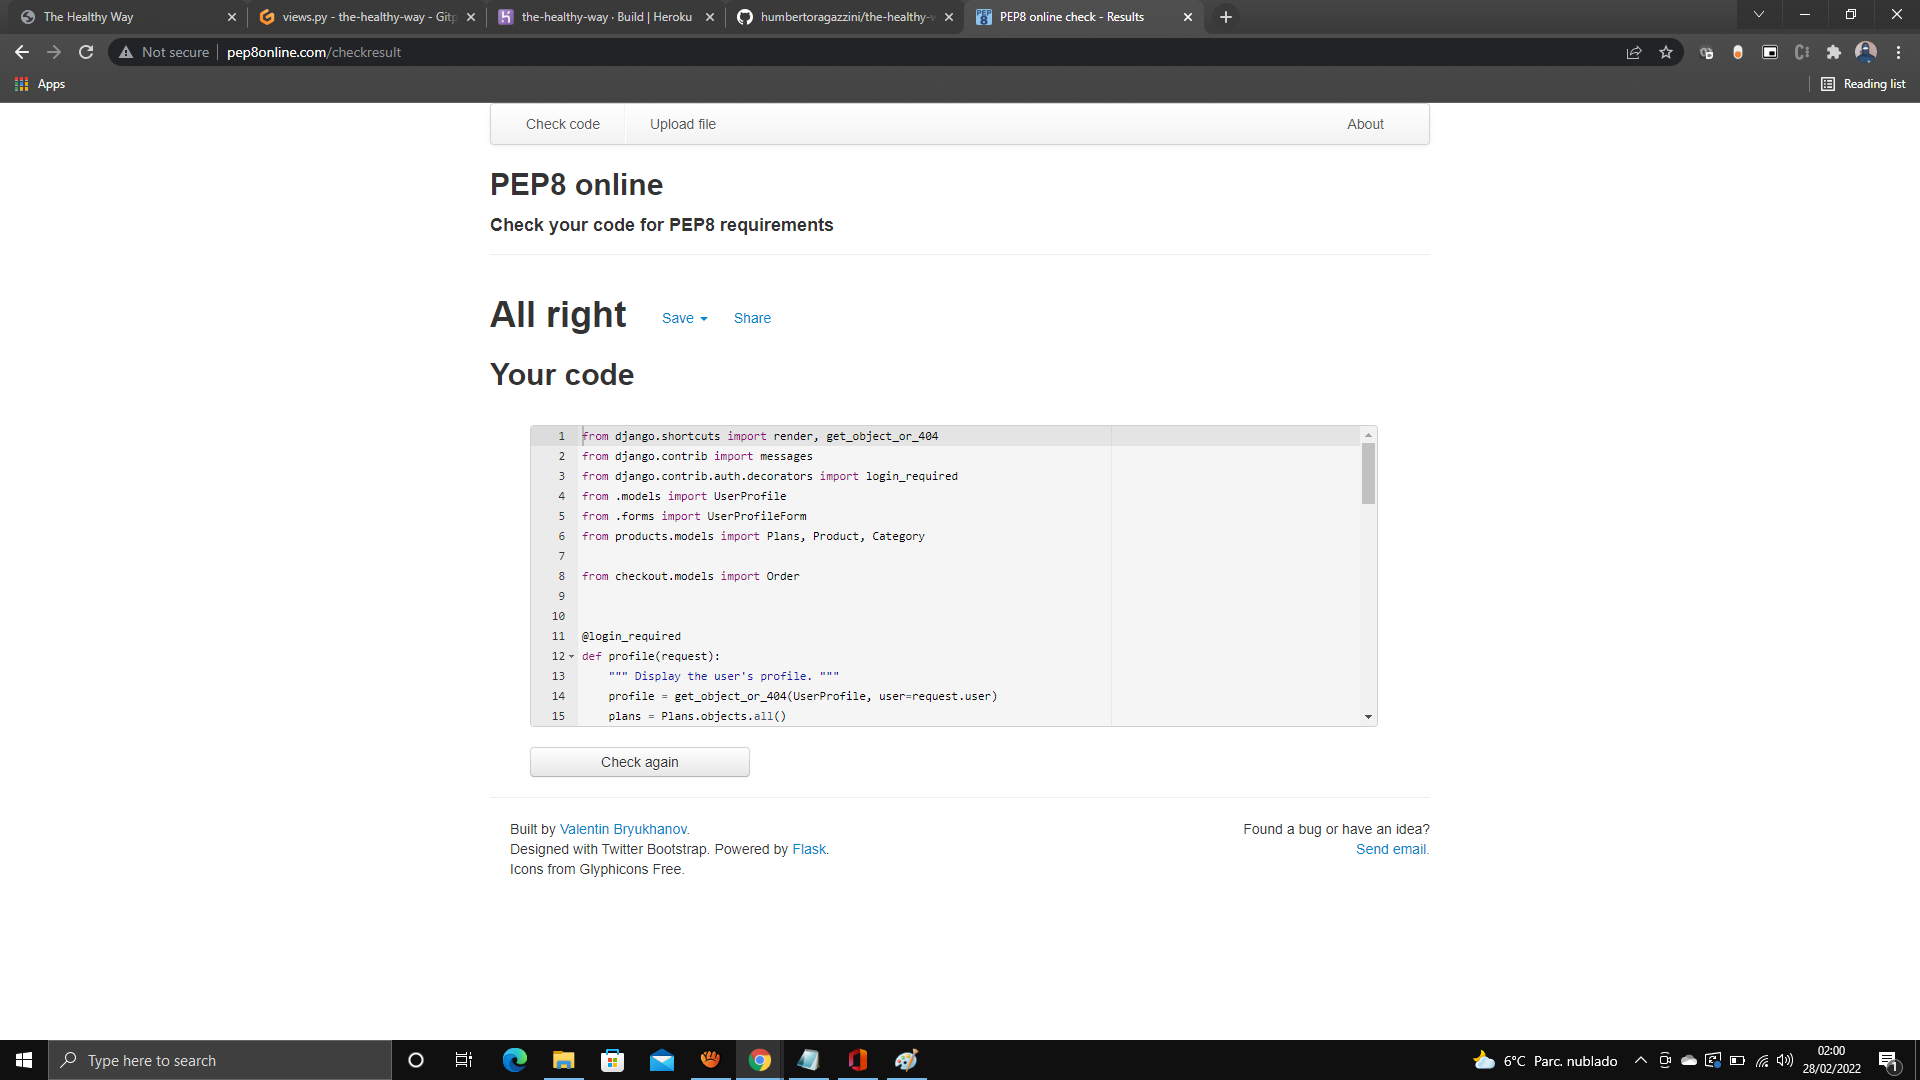 The Healthy Way
views.py - the-healthy-way - Gitp
the-healthy-way · Build | Heroku
humbertoragazzini/the-healthy-w
PEP8 online check - Results
Not secure
pep8online.com/checkresult
Apps
Reading list
Check code
Upload file
About
PEP8 online
Check your code for PEP8 requirements
All right
Save
Share
Your code
1 from django.shortcuts import render, get_object_or_404
2 from django.contrib import messages
3 from django.contrib.auth.decorators import login_required
4 from .models import UserProfile
5 from .forms import UserProfileForm
6 from products.models import Plans, Product, Category
7
8 from checkout.models import Order
9
10
11 @login_required
12 def profile(request):
13 """ Display the user's profile. """
14 profile = get_object_or_404(UserProfile, user=request.user)
15 plans = Plans.objects.all()
Check again
Built by Valentin Bryukhanov.
Designed with Twitter Bootstrap. Powered by Flask.
Icons from Glyphicons Free.
Found a bug or have an idea?
Send email.
Type here to search
6°C Parc. nublado
02:00
28/02/2022
1